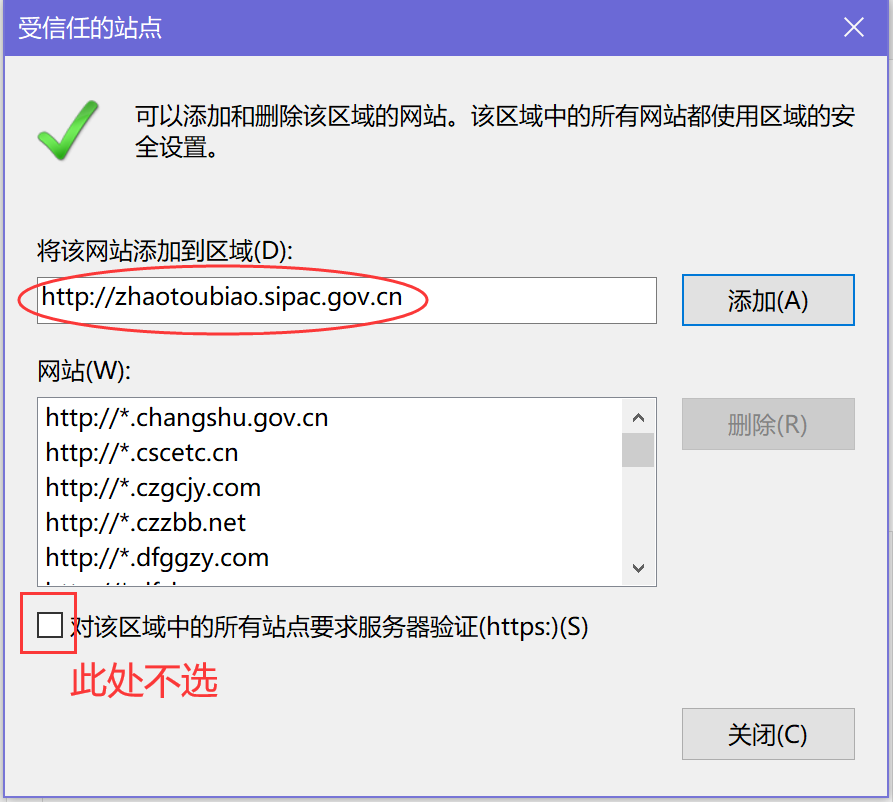 受信任的站点
可以添加和删除该区域的网站。该区域中的所有网站都使用区域的安
全设置。
将该网站添加到区域(D):
http://zhaotoubiao.sipac.gov.cn
添加(A)
网站(W):
http://*.changshu.gov.cn
http://*.cscetc.cn
http://*.czgcjy.com
http://*.czzbb.net
http://*.dfggzy.com
删除(R)
对该区域中的所有站点要求服务器验证(https:)(S)
此处不选
关闭(C)